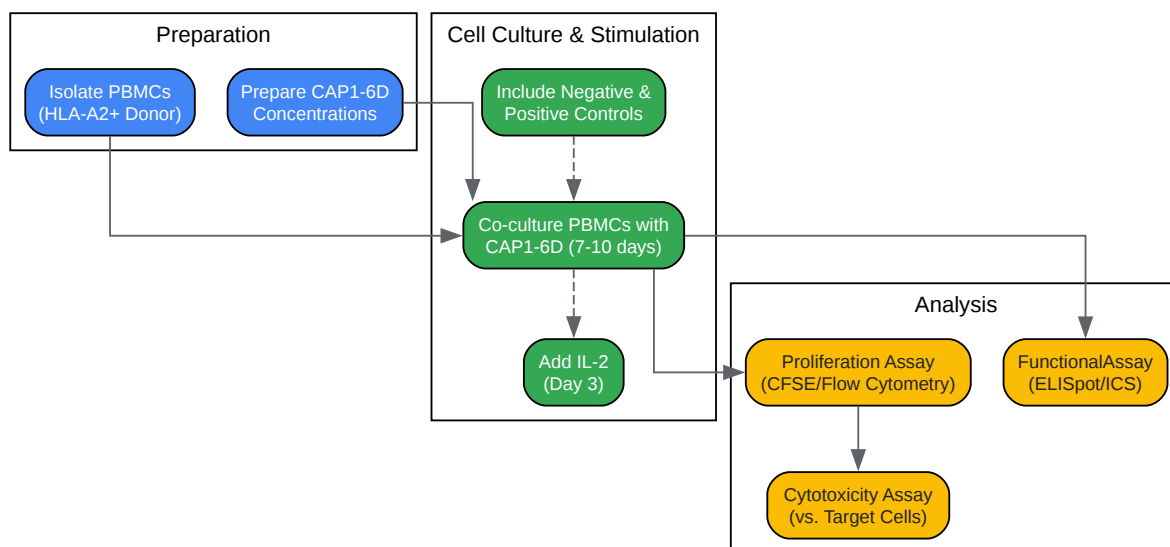 Preparation
Isolate PBMCs
(HLA-A2+ Donor)
Prepare CAP1-6D
Concentrations
Cell Culture & Stimulation
Include Negative &
Positive Controls
Co-culture PBMCs with
CAP1-6D (7-10 days)
Add IL-2
(Day 3)
Analysis
Proliferation Assay
(CFSE/Flow Cytometry)
FunctionalAssay
(ELISpot/ICS)
Cytotoxicity Assay
(vs. Target Cells)